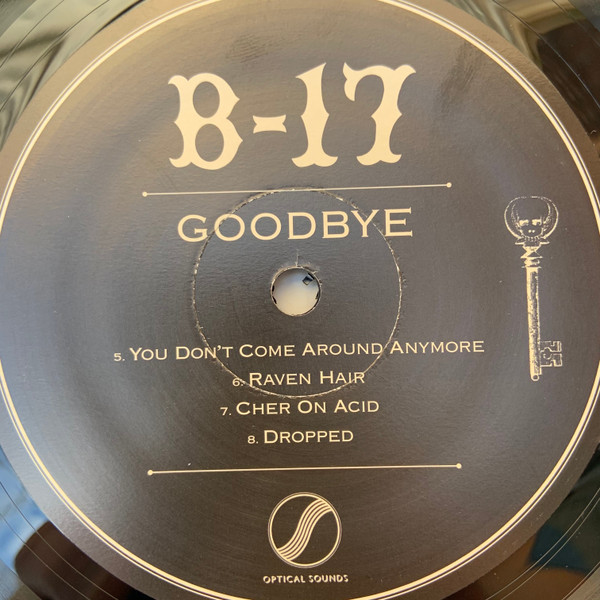 B-17
GOODBYE
5. YOU DON'T COME AROUND ANYMORE
6. RAVEN HAIR
7. CHER ON ACID
8. DROPPED
OPTICAL SOUNDS